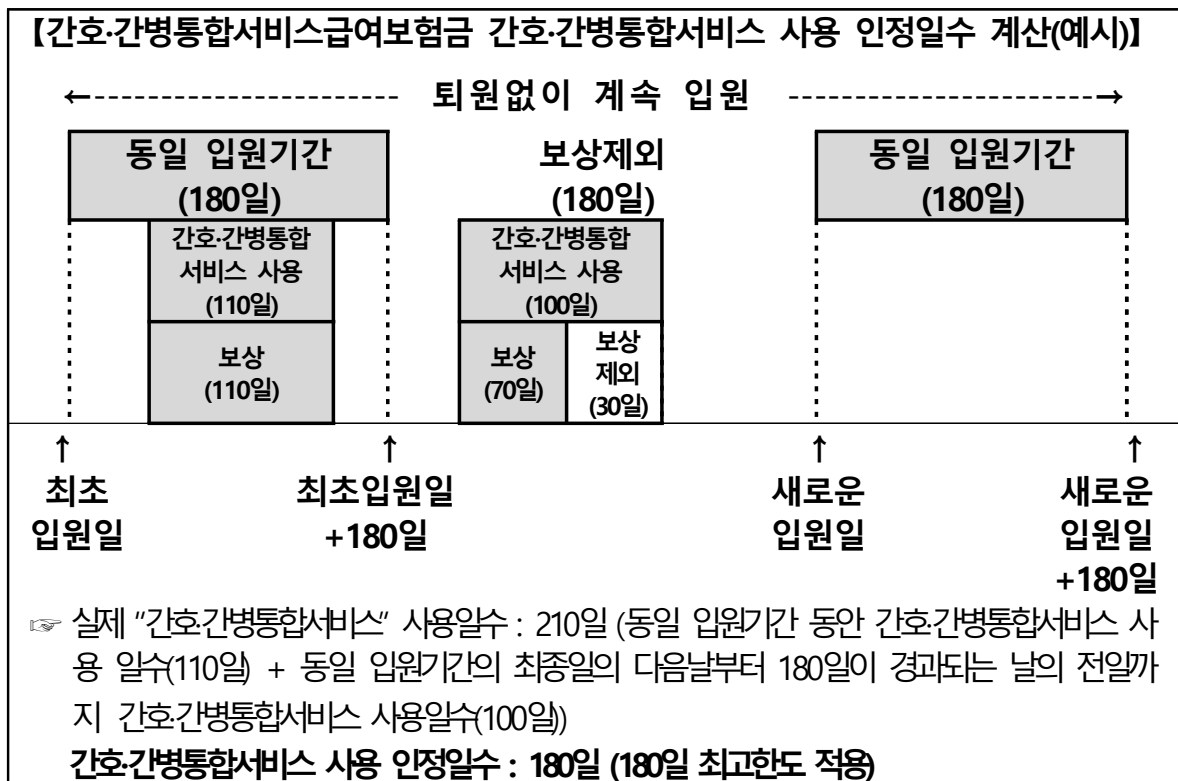 【간호·간병통합서비스급여보험금 간호·간병통합서비스 사용 인정일수 계산(예시)】
←----------------------- 퇴원없이 계속 입원 -----------------------→
동일 입원기간
(180일)
보상제외
(180일)
동일 입원기간
(180일)
간호·간병통합
서비스 사용
(110일)
간호·간병통합
서비스 사용
(100일)
보상
(110일)
보상
(70일)
보상
제외
(30일)
↑
최초
입원일
↑
최초입원일
+180일
↑
새로운
입원일
↑
새로운
입원일
+180일
☞ 실제 "간호·간병통합서비스" 사용일수 : 210일 (동일 입원기간 동안 간호·간병통합서비스 사
용 일수(110일) + 동일 입원기간의 최종일의 다음날부터 180일이 경과되는 날의 전일까
지 간호·간병통합서비스 사용일수(100일))
간호·간병통합서비스 사용 인정일수 : 180일 (180일 최고한도 적용)